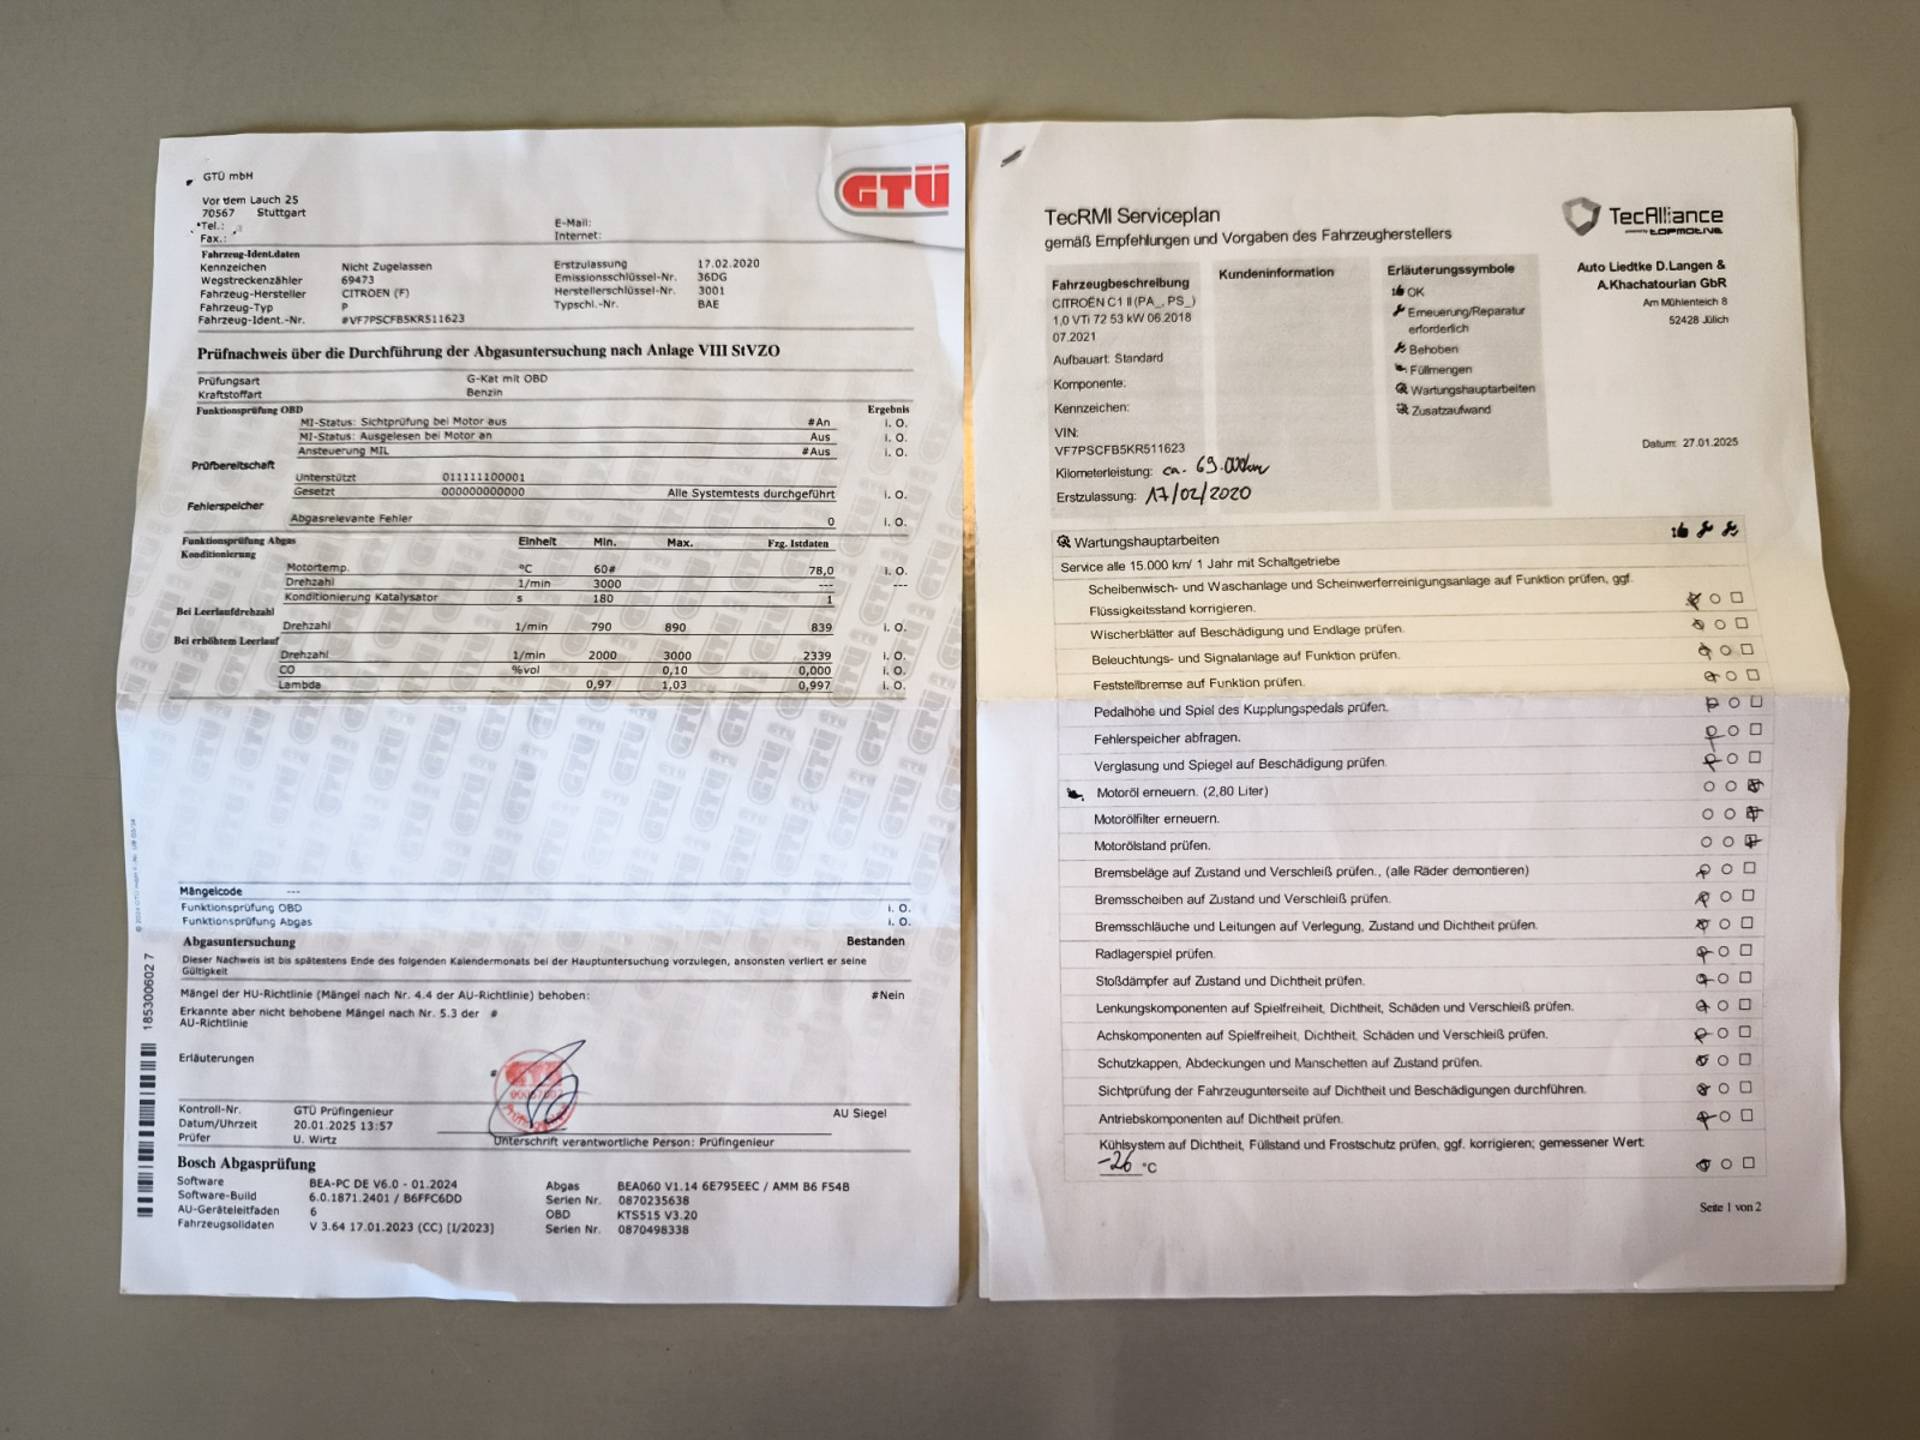 GTÜ mbH
GTÜ
Vor dem Lauch 25
70567 Stuttgart
Tel.:
Fax.:
E-Mail:
Internet:
Fahrzeug-Ident.daten
Kennzeichen Nicht Zugelassen Erstzulassung 17.02.2020
Wegstreckenzähler 69473 Emissionsschlüssel-Nr. 36DG
Fahrzeug-Hersteller CITROEN (F) Herstellerschlüssel-Nr. 3001
Fahrzeug-Typ P Typschl.-Nr. BAE
Fahrzeug-Ident.-Nr. #VF7PSCFB5KR511623
Prüfnachweis über die Durchführung der Abgasuntersuchung nach Anlage VIII StVZO
Prüfungsart G-Kat mit OBD
Kraftstoffart Benzin
Funktionsprüfung OBD Ergebnis
MI-Status: Sichtprüfung bei Motor aus #An i. O.
MI-Status: Ausgelesen bei Motor an Aus i. O.
Ansteuerung MIL #Aus i. O.
Prüfbereitschaft
Unterstützt 011111100001
Gesetzt 000000000000 Alle Systemtests durchgeführt i. O.
Fehlerspeicher
Abgasrelevante Fehler 0 i. O.
Funktionsprüfung Abgas Einheit Min. Max. Fzg. Istdaten
Konditionierung
Motortemp. °C 60# 78,0 i. O.
Drehzahl 1/min 3000 --- ---
Konditionierung Katalysator s 180 1
Bei Leerlaufdrehzahl
Drehzahl 1/min 790 890 839 i. O.
Bei erhöhtem Leerlauf
Drehzahl 1/min 2000 3000 2339 i. O.
CO %vol 0,10 0,000 i. O.
Lambda 0,97 1,03 0,997 i. O.
Mängelcode ---
Funktionsprüfung OBD i. O.
Funktionsprüfung Abgas i. O.
Abgasuntersuchung Bestanden
Dieser Nachweis ist bis spätestens Ende des folgenden Kalendermonats bei der Hauptuntersuchung vorzulegen, ansonsten verliert er seine
Gültigkeit
Mängel der HU-Richtlinie (Mängel nach Nr. 4.4 der AU-Richtlinie) behoben: #Nein
Erkannte aber nicht behobene Mängel nach Nr. 5.3 der #
AU-Richtlinie
Erläuterungen #
Kontroll-Nr. GTÜ Prüfingenieur AU Siegel
Datum/Uhrzeit 20.01.2025 13:57
Prüfer U. Wirtz Unterschrift verantwortliche Person: Prüfingenieur
Bosch Abgasprüfung
Software BEA-PC DE V6.0 - 01.2024 Abgas BEA060 V1.14 6E795EEC / AMM B6 F54B
Software-Build 6.0.1871.2401 / B6FFC6DD Serien Nr. 0870235638
AU-Geräteleitfaden 6 OBD KTS515 V3.20
Fahrzeugsolldaten V 3.64 17.01.2023 (CC) [1/2023] Serien Nr. 0870498338
185300602 7
TecRMI Serviceplan
gemäß Empfehlungen und Vorgaben des Fahrzeugherstellers
TecAlliance
TOPMOTIVE
Fahrzeugbeschreibung
CITROËN C1 II (PA_, PS_)
1,0 VTi 72 53 kW 06.2018
07.2021
Aufbauart: Standard
Komponente:
Kennzeichen:
VIN:
VF7PSCFB5KR511623
Kilometerleistung: ca. 69.000km
Erstzulassung: 17/02/2020
Kundeninformation
Erläuterungssymbole
OK
Erneuerung/Reparatur
erforderlich
Behoben
Füllmengen
Wartungshauptarbeiten
Zusatzaufwand
Auto Liedtke D.Langen &
A.Khachatourian GbR
Am Mühlenteich 8
52428 Jülich
Datum: 27.01.2025
Wartungshauptarbeiten
Service alle 15.000 km/ 1 Jahr mit Schaltgetriebe
Scheibenwisch- und Waschanlage und Scheinwerferreinigungsanlage auf Funktion prüfen, ggf.
Flüssigkeitsstand korrigieren.
Wischerblätter auf Beschädigung und Endlage prüfen.
Beleuchtungs- und Signalanlage auf Funktion prüfen.
Feststellbremse auf Funktion prüfen.
Pedalhöhe und Spiel des Kupplungspedals prüfen.
Fehlerspeicher abfragen.
Verglasung und Spiegel auf Beschädigung prüfen.
Motoröl erneuern. (2,80 Liter)
Motorölfilter erneuern.
Motorölstand prüfen.
Bremsbeläge auf Zustand und Verschleiß prüfen., (alle Räder demontieren)
Bremsscheiben auf Zustand und Verschleiß prüfen.
Bremsschläuche und Leitungen auf Verlegung, Zustand und Dichtheit prüfen.
Radlagerspiel prüfen.
Stoßdämpfer auf Zustand und Dichtheit prüfen.
Lenkungskomponenten auf Spielfreiheit, Dichtheit, Schäden und Verschleiß prüfen.
Achskomponenten auf Spielfreiheit, Dichtheit, Schäden und Verschleiß prüfen.
Schutzkappen, Abdeckungen und Manschetten auf Zustand prüfen.
Sichtprüfung der Fahrzeugunterseite auf Dichtheit und Beschädigungen durchführen.
Antriebskomponenten auf Dichtheit prüfen.
Kühlsystem auf Dichtheit, Füllstand und Frostschutz prüfen, ggf. korrigieren; gemessener Wert:
-26 °C
Seite 1 von 2